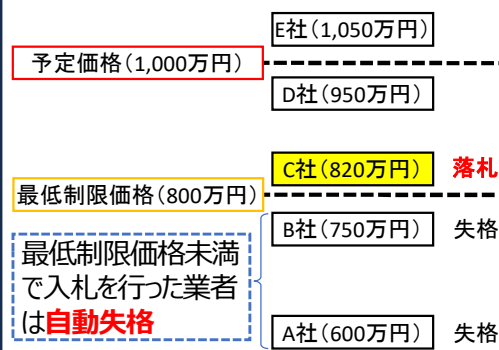 E社(1,050万円)
予定価格(1,000万円)
D社(950万円)
C社(820万円) 落札
最低制限価格(800万円)
B社(750万円) 失格
最低制限価格未満
で入札を行った業者
は自動失格
A社(600万円) 失格